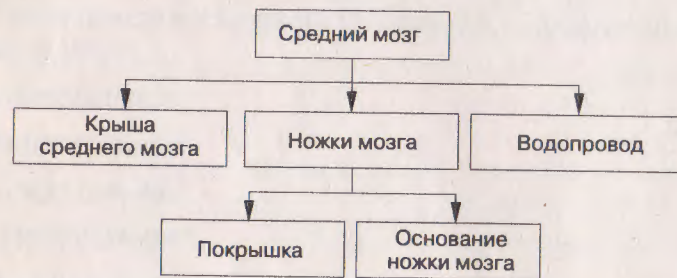 Средний мозг
Крыша
среднего мозга
Ножки мозга
Водопровод
Покрышка
Основание
ножки мозга